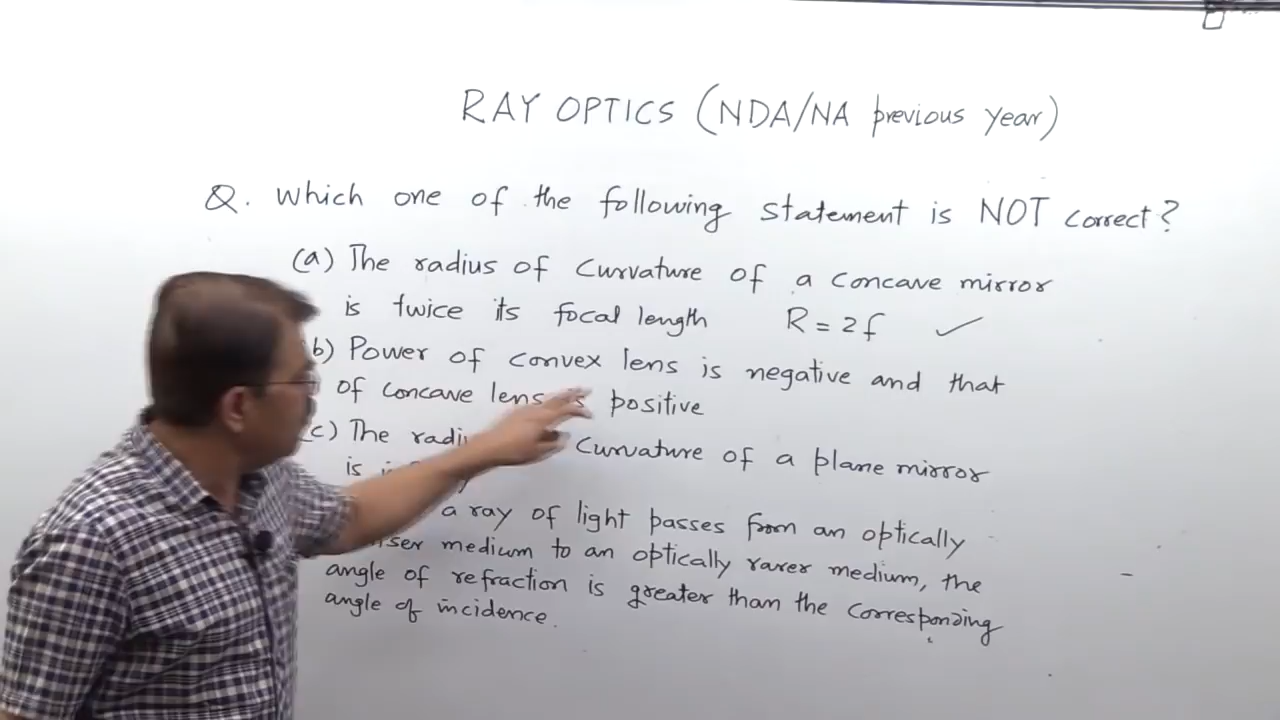 RAY OPTICS (NDA/NA previous year)
Q. which one of the following statement is NOT correct?
(a) The radius of curvature of a concave mirror
is twice its focal length R = 2f ✓
b) Power of convex lens is negative and that
of concave lens is positive
(c) The curvature of a plane mirror
is
a ray of light passes from an optically
medium to an optically rarer medium, the
angle of refraction is greater than the corresponding
angle of incidence.